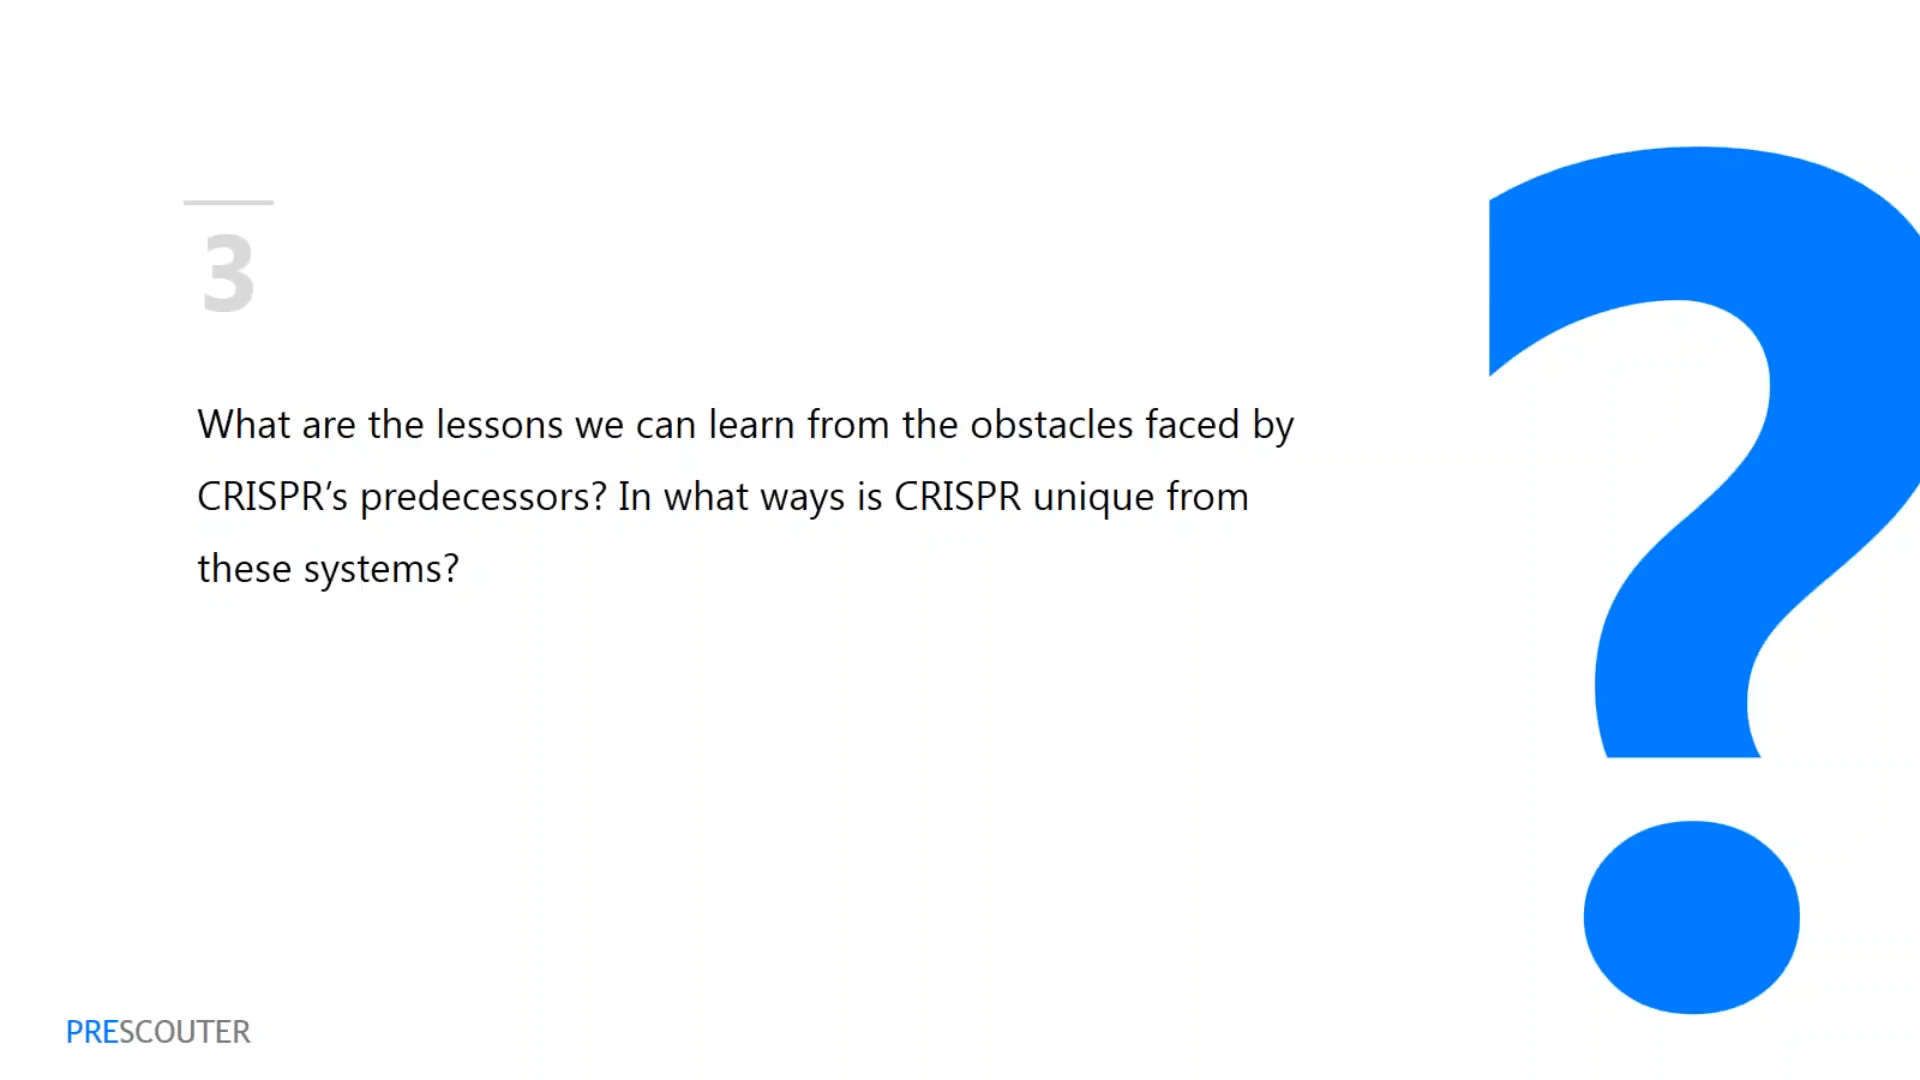 3
What are the lessons we can learn from the obstacles faced by
CRISPR’s predecessors? In what ways is CRISPR unique from
these systems?
?
PRESCOUTER